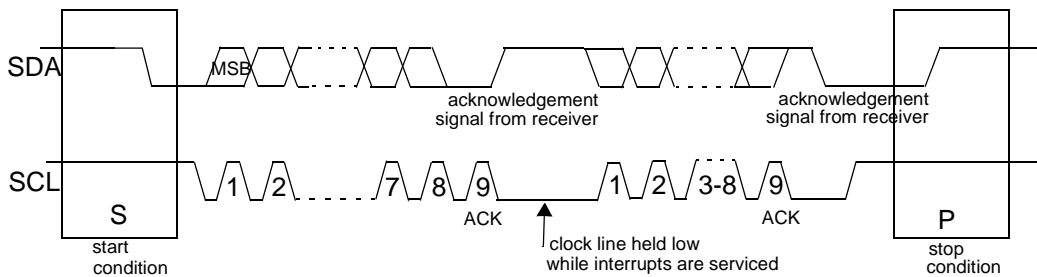 SDA
MSB
acknowledgement
signal from receiver
acknowledgement
signal from receiver
SCL
1 2 7 8 9 1 2 3-8 9
S
ACK
ACK
P
start
condition
clock line held low
while interrupts are serviced
stop
condition